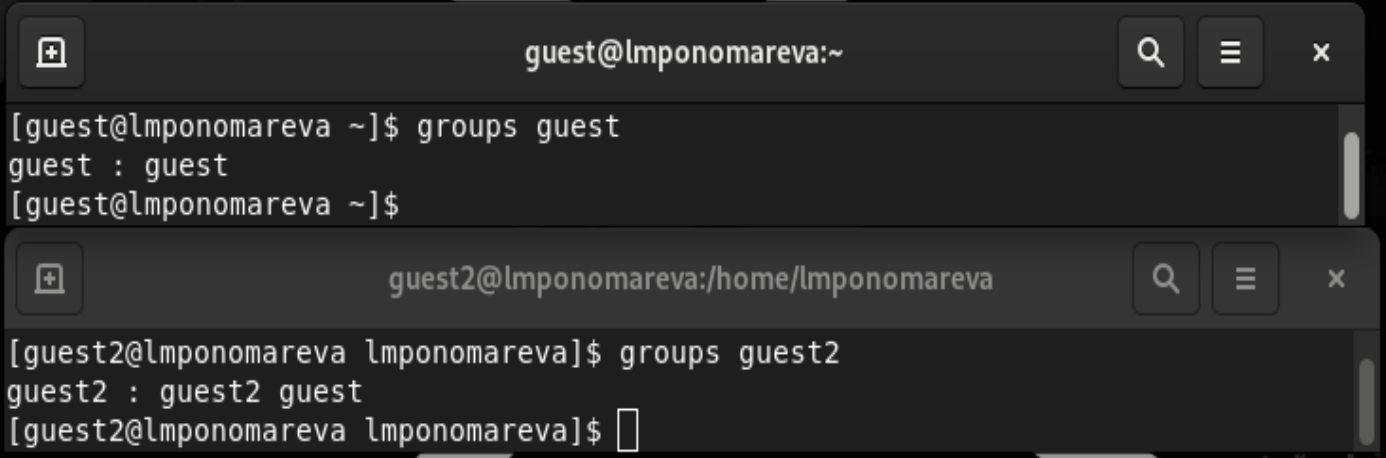 guest@lmponomareva:~
[guest@lmponomareva ~]$ groups guest
guest : guest
[guest@lmponomareva ~]$
guest2@lmponomareva:/home/lmponomareva
[guest2@lmponomareva lmponomareva]$ groups guest2
guest2 : guest2 guest
[guest2@lmponomareva lmponomareva]$